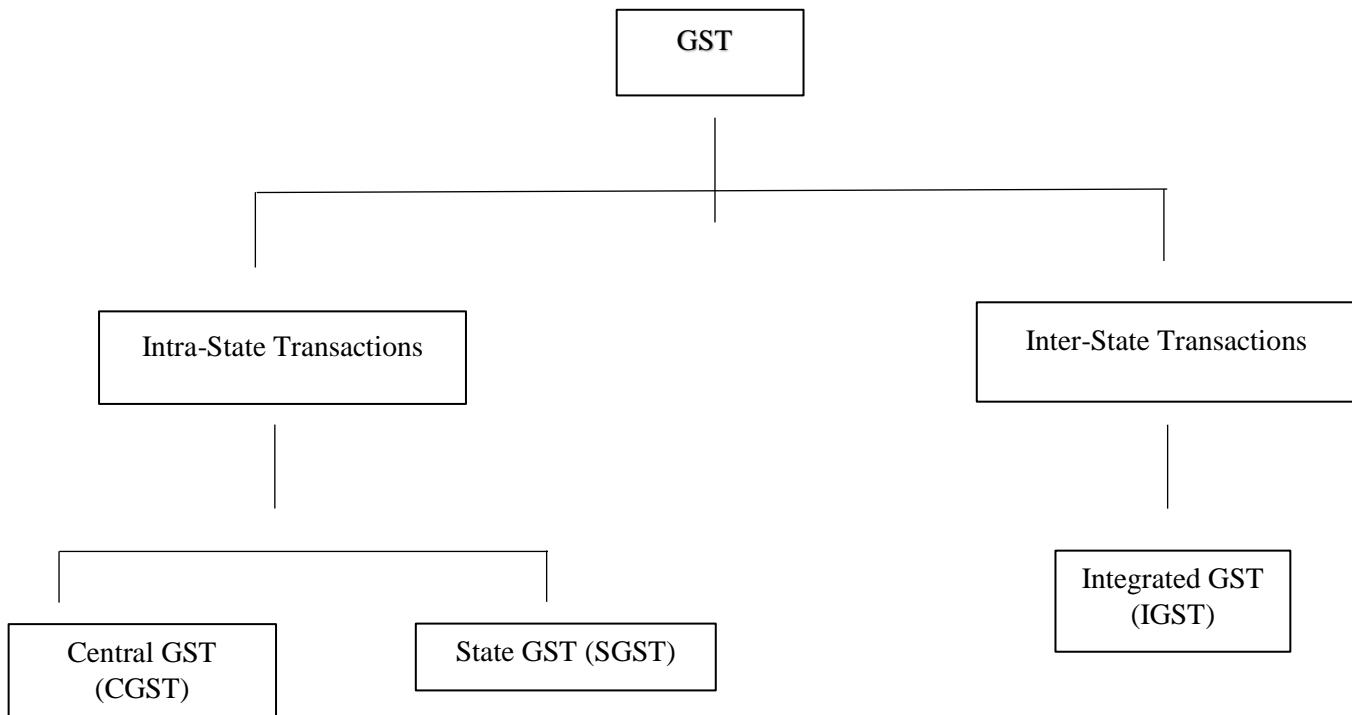 GST
Intra-State Transactions
Inter-State Transactions
Central GST
(CGST)
State GST (SGST)
Integrated GST
(IGST)